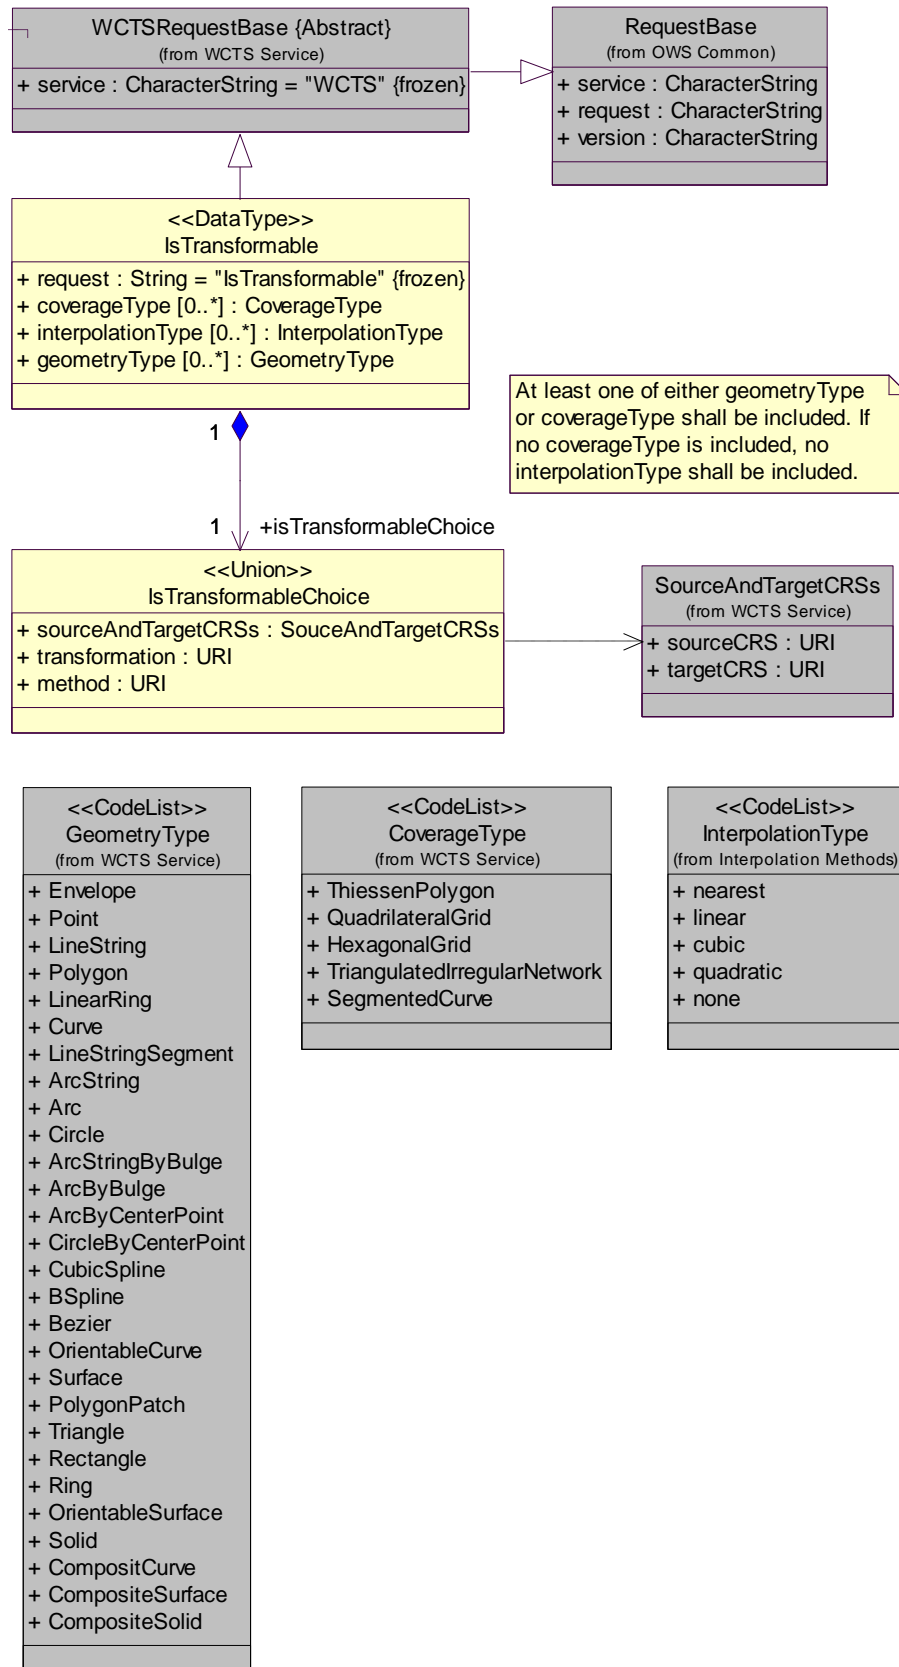 WCTSRequestBase {Abstract}
(from WCTS Service)
+ service : CharacterString = "WCTS" {frozen}
RequestBase
(from OWS Common)
+ service : CharacterString
+ request : CharacterString
+ version : CharacterString
<<DataType>>
IsTransformable
+ request : String = "IsTransformable" {frozen}
+ coverageType [0..*] : CoverageType
+ interpolationType [0..*] : InterpolationType
+ geometryType [0..*] : GeometryType
At least one of either geometryType
or coverageType shall be included. If
no coverageType is included, no
interpolationType shall be included.
1
1
+isTransformableChoice
<<Union>>
IsTransformableChoice
+ sourceAndTargetCRSs : SouceAndTargetCRSs
+ transformation : URI
+ method : URI
SourceAndTargetCRSs
(from WCTS Service)
+ sourceCRS : URI
+ targetCRS : URI
<<CodeList>>
GeometryType
(from WCTS Service)
+ Envelope
+ Point
+ LineString
+ Polygon
+ LinearRing
+ Curve
+ LineStringSegment
+ ArcString
+ Arc
+ Circle
+ ArcStringByBulge
+ ArcByBulge
+ ArcByCenterPoint
+ CircleByCenterPoint
+ CubicSpline
+ BSpline
+ Bezier
+ OrientableCurve
+ Surface
+ PolygonPatch
+ Triangle
+ Rectangle
+ Ring
+ OrientableSurface
+ Solid
+ CompositCurve
+ CompositeSurface
+ CompositeSolid
<<CodeList>>
CoverageType
(from WCTS Service)
+ ThiessenPolygon
+ QuadrilateralGrid
+ HexagonalGrid
+ TriangulatedIrregularNetwork
+ SegmentedCurve
<<CodeList>>
InterpolationType
(from Interpolation Methods)
+ nearest
+ linear
+ cubic
+ quadratic
+ none